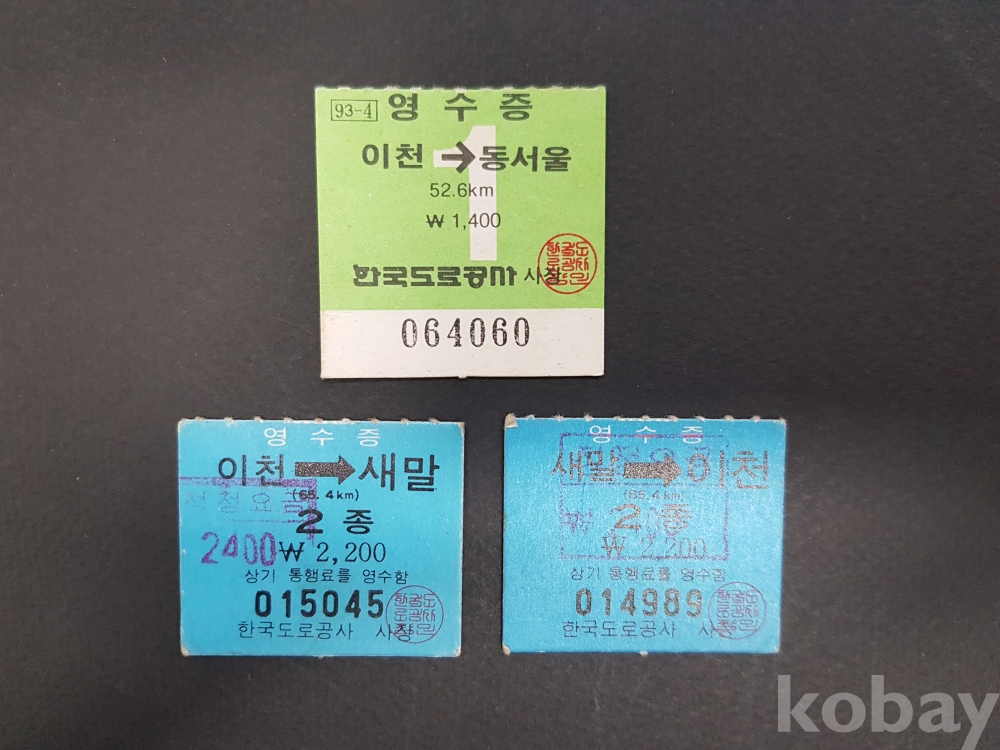 93-4 영수증
이천 → 동서울
52.6km
₩ 1,400
1
한국도로공사 사장
064060
영수증
이천 → 새말
(65.4km)
2종
2400 ₩ 2,200
상기 통행료를 영수함
015045
한국도로공사 사장
영수증
새말 → 이천
(65.4km)
2종
₩ 2,200
상기 통행료를 영수함
014989
한국도로공사 사장
kobay